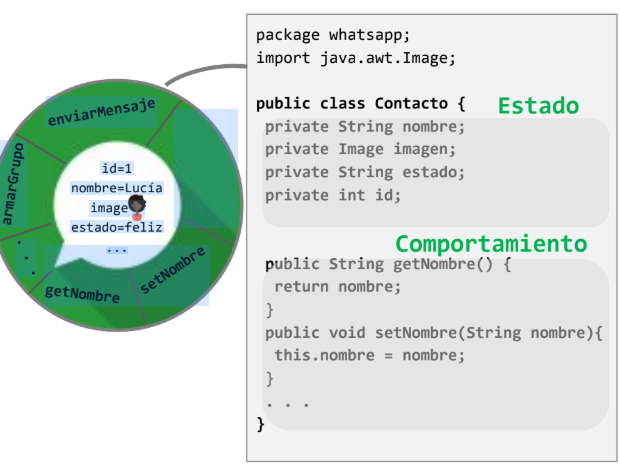 enviarMensaje
armarGrupo
id=1
nombre=Lucía
image
estado=feliz
...
. . .
getNombre
setNombre
package whatsapp;
import java.awt.Image;
public class Contacto {
Estado
private String nombre;
private Image imagen;
private String estado;
private int id;
Comportamiento
public String getNombre() {
return nombre;
}
public void setNombre(String nombre){
this.nombre = nombre;
}
. . .
}